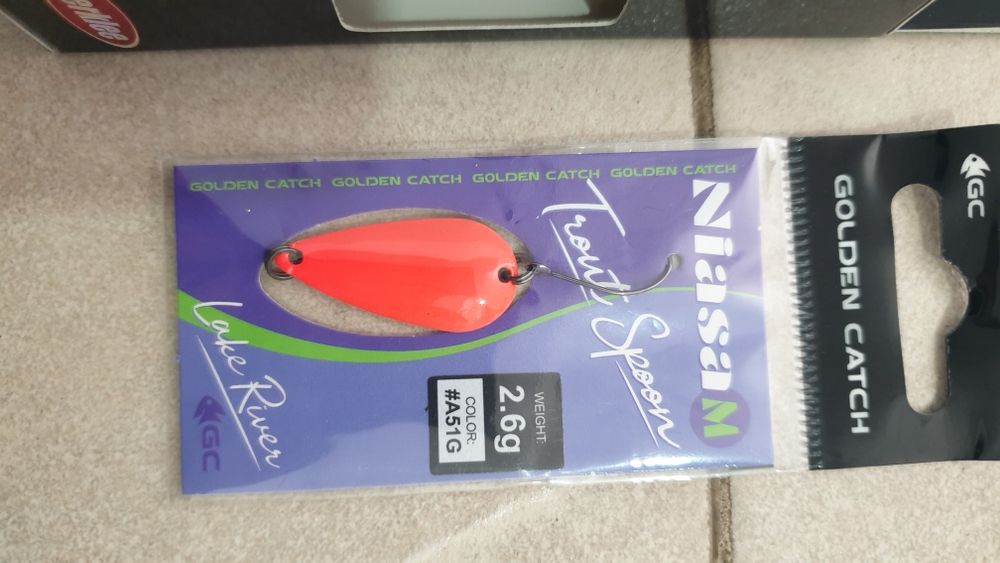 GC
GOLDEN CATCH
Niasa M
Trout Spoon
GOLDEN CATCH GOLDEN CATCH GOLDEN CATCH GOLDEN CATCH
WEIGHT:
2.6g
COLOR:
#A51G
Lake River
GC